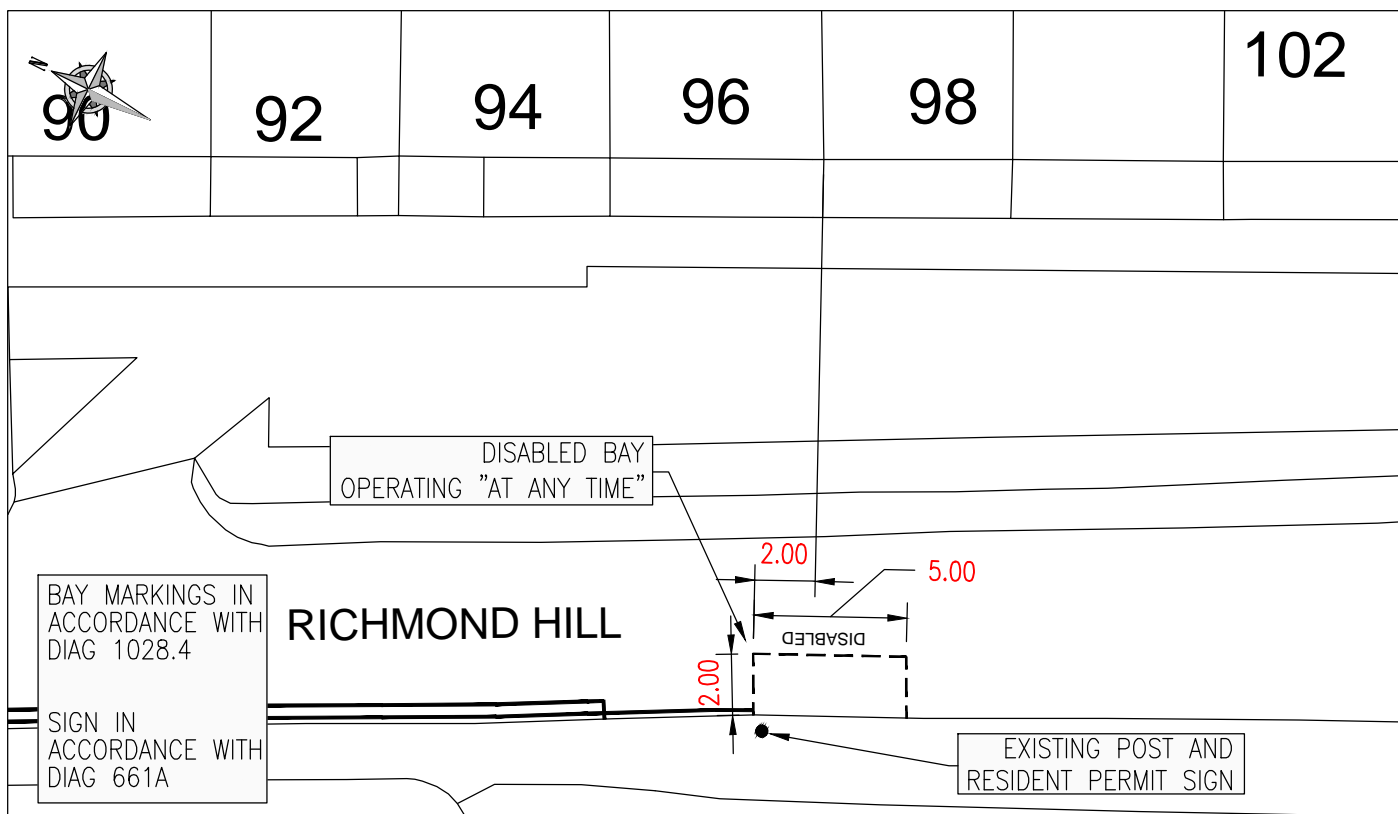 N
90
92
94
96
98
102
DISABLED BAY
OPERATING "AT ANY TIME"
2.00
5.00
BAY MARKINGS IN
ACCORDANCE WITH
DIAG 1028.4
SIGN IN
ACCORDANCE WITH
DIAG 661A
RICHMOND HILL
DISABLED
2.00
EXISTING POST AND
RESIDENT PERMIT SIGN